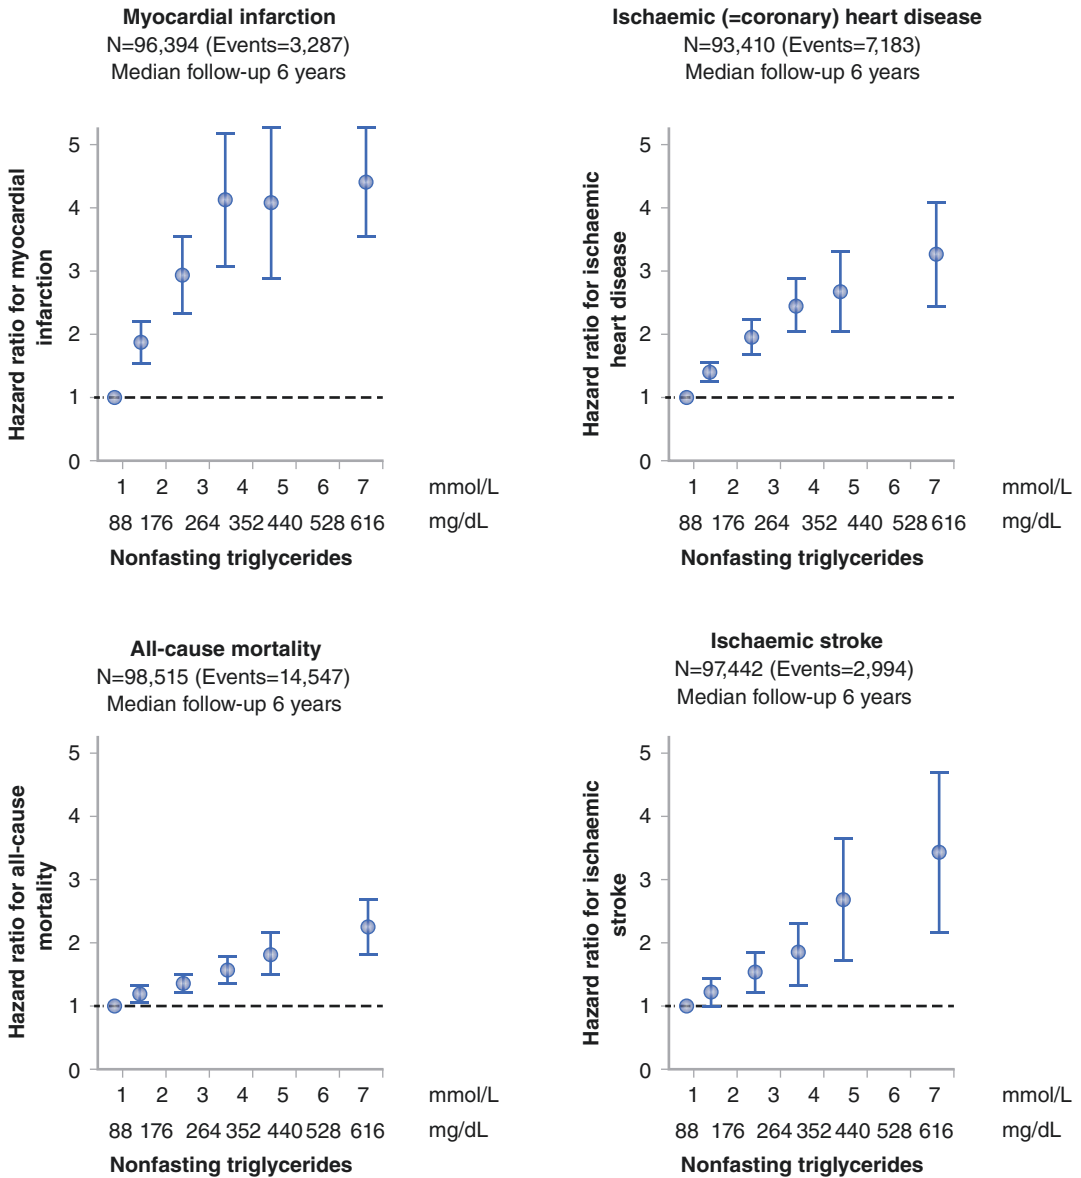 Myocardial infarction
N=96,394 (Events=3,287)
Median follow-up 6 years
5
4
3
2
1
0
Hazard ratio for myocardial
infarction
1 2 3 4 5 6 7 mmol/L
88 176 264 352 440 528 616 mg/dL
Nonfasting triglycerides
Ischaemic (=coronary) heart disease
N=93,410 (Events=7,183)
Median follow-up 6 years
5
4
3
2
1
0
Hazard ratio for ischaemic
heart disease
1 2 3 4 5 6 7 mmol/L
88 176 264 352 440 528 616 mg/dL
Nonfasting triglycerides
All-cause mortality
N=98,515 (Events=14,547)
Median follow-up 6 years
5
4
3
2
1
0
Hazard ratio for all-cause
mortality
1 2 3 4 5 6 7 mmol/L
88 176 264 352 440 528 616 mg/dL
Nonfasting triglycerides
Ischaemic stroke
N=97,442 (Events=2,994)
Median follow-up 6 years
5
4
3
2
1
0
Hazard ratio for ischaemic
stroke
1 2 3 4 5 6 7 mmol/L
88 176 264 352 440 528 616 mg/dL
Nonfasting triglycerides